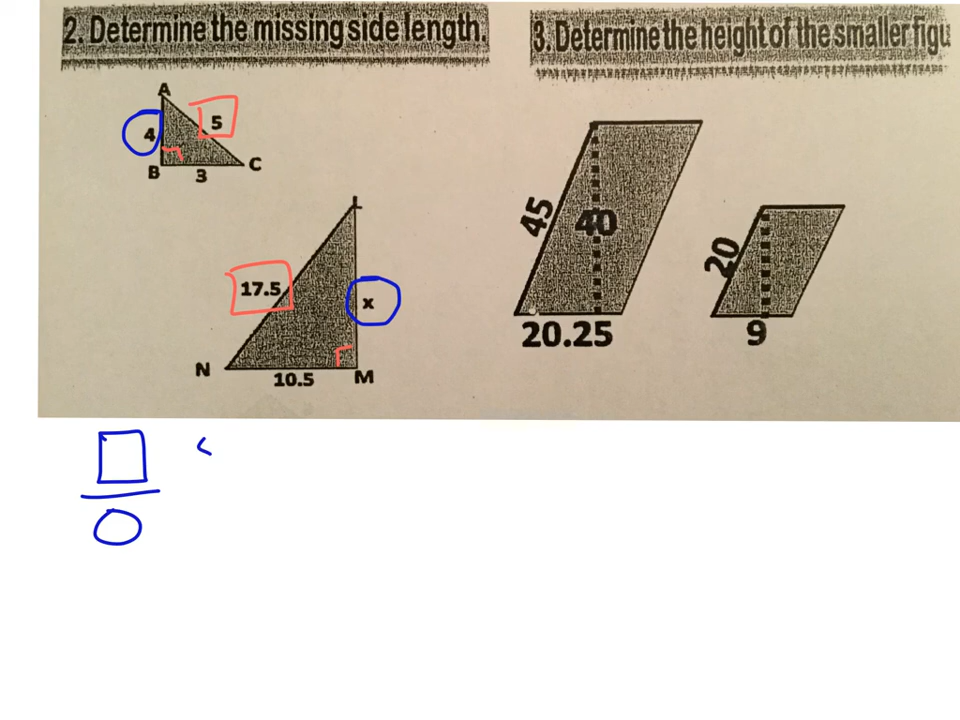 2. Determine the missing side length.
A
4
5
B
3
C
L
17.5
x
N
10.5
M
3. Determine the height of the smaller figu
45
40
20.25
20
9